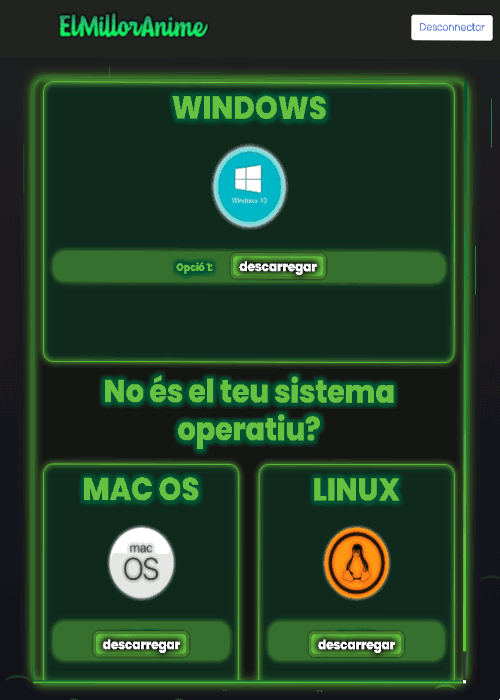 ElMillorAnime
Desconnectar
WINDOWS
Windows 10
Opció 1:
descarregar
No és el teu sistema
operatiu?
MAC OS
LINUX
mac
OS
descarregar
descarregar